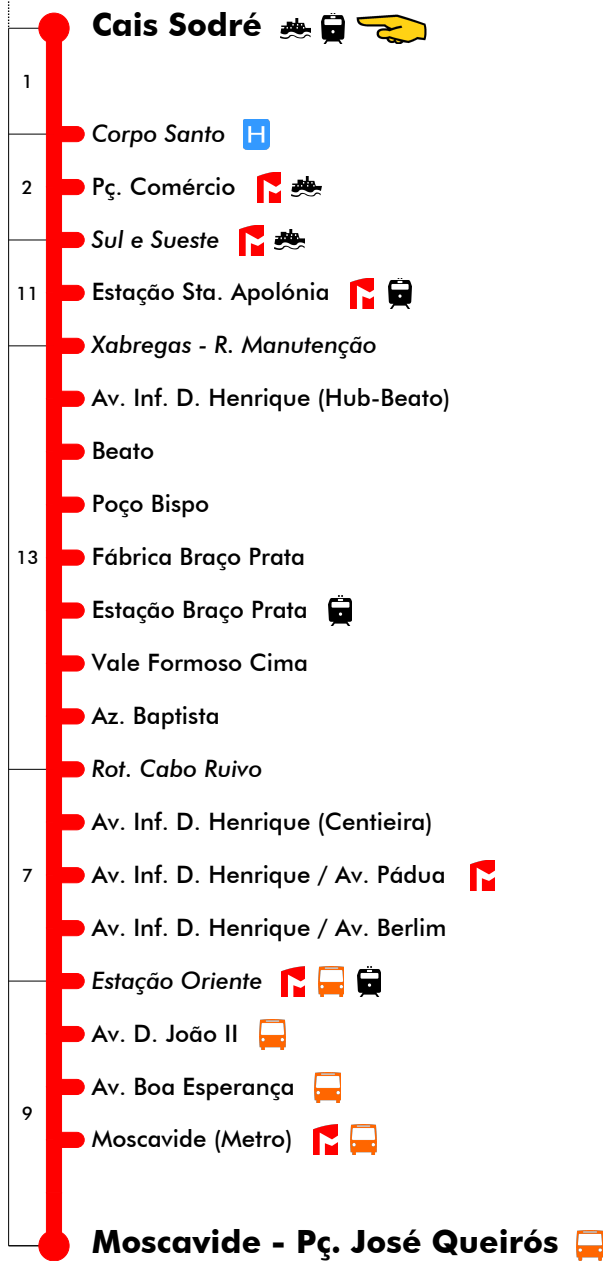 Cais Sodré
1
Corpo Santo H
2 Pç. Comércio
Sul e Sueste
11 Estação Sta. Apolónia
Xabregas - R. Manutenção
Av. Inf. D. Henrique (Hub-Beato)
Beato
Poço Bispo
13 Fábrica Braço Prata
Estação Braço Prata
Vale Formoso Cima
Az. Baptista
Rot. Cabo Ruivo
Av. Inf. D. Henrique (Centieira)
7 Av. Inf. D. Henrique / Av. Pádua
Av. Inf. D. Henrique / Av. Berlim
Estação Oriente
Av. D. João II
Av. Boa Esperança
9
Moscavide (Metro)
Moscavide - Pç. José Queirós